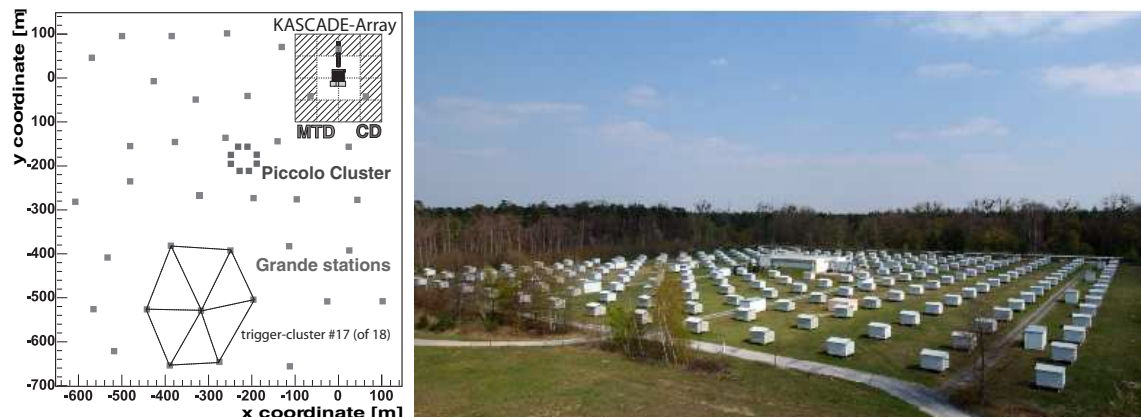 y coordinate [m]
100
0
100
-200
-300
-400
-500
-600
-700
KASCADE-Array
MTD CD
Piccolo Cluster
Grande stations
trigger-cluster #17 (of 18)
-600 -500 -400 -300 -200 -100 0 100
x coordinate [m]